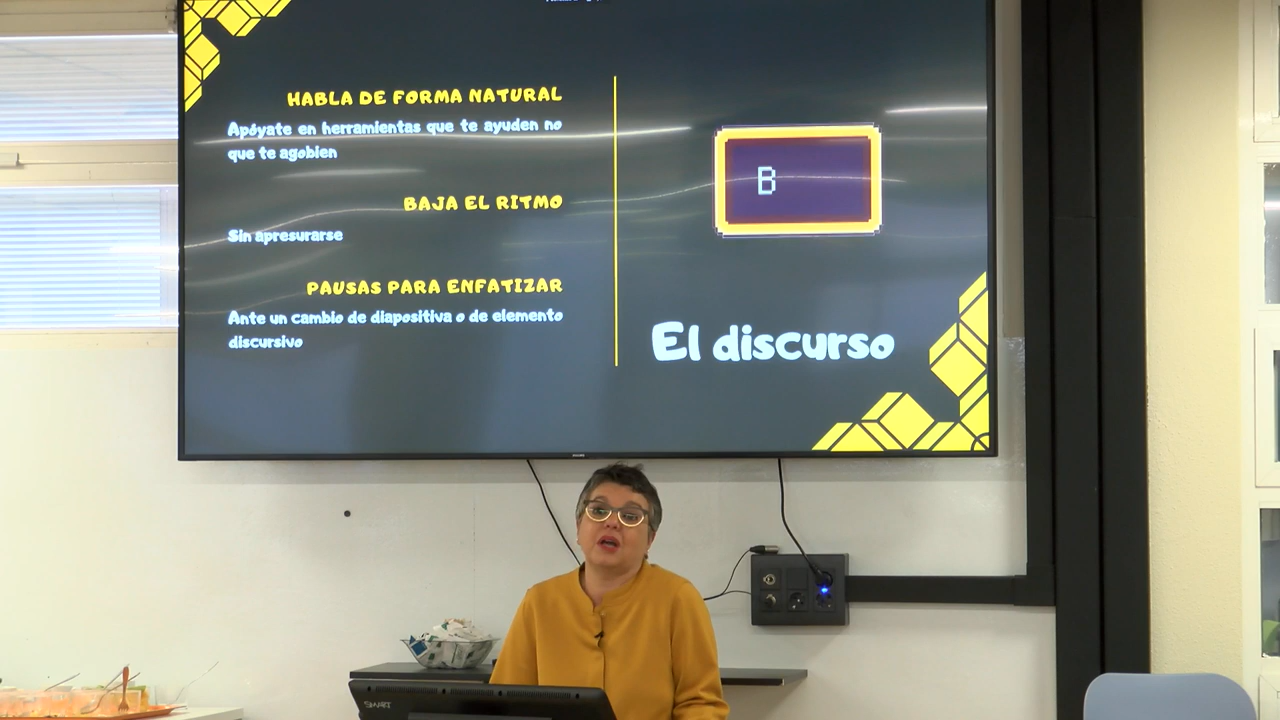 HABLA DE FORMA NATURAL
Apóyate en herramientas que te ayuden no
que te agobien
BAJA EL RITMO
Sin apresurarse
PAUSAS PARA ENFATIZAR
Ante un cambio de diapositiva o de elemento
discursivo
B
El discurso
SMART